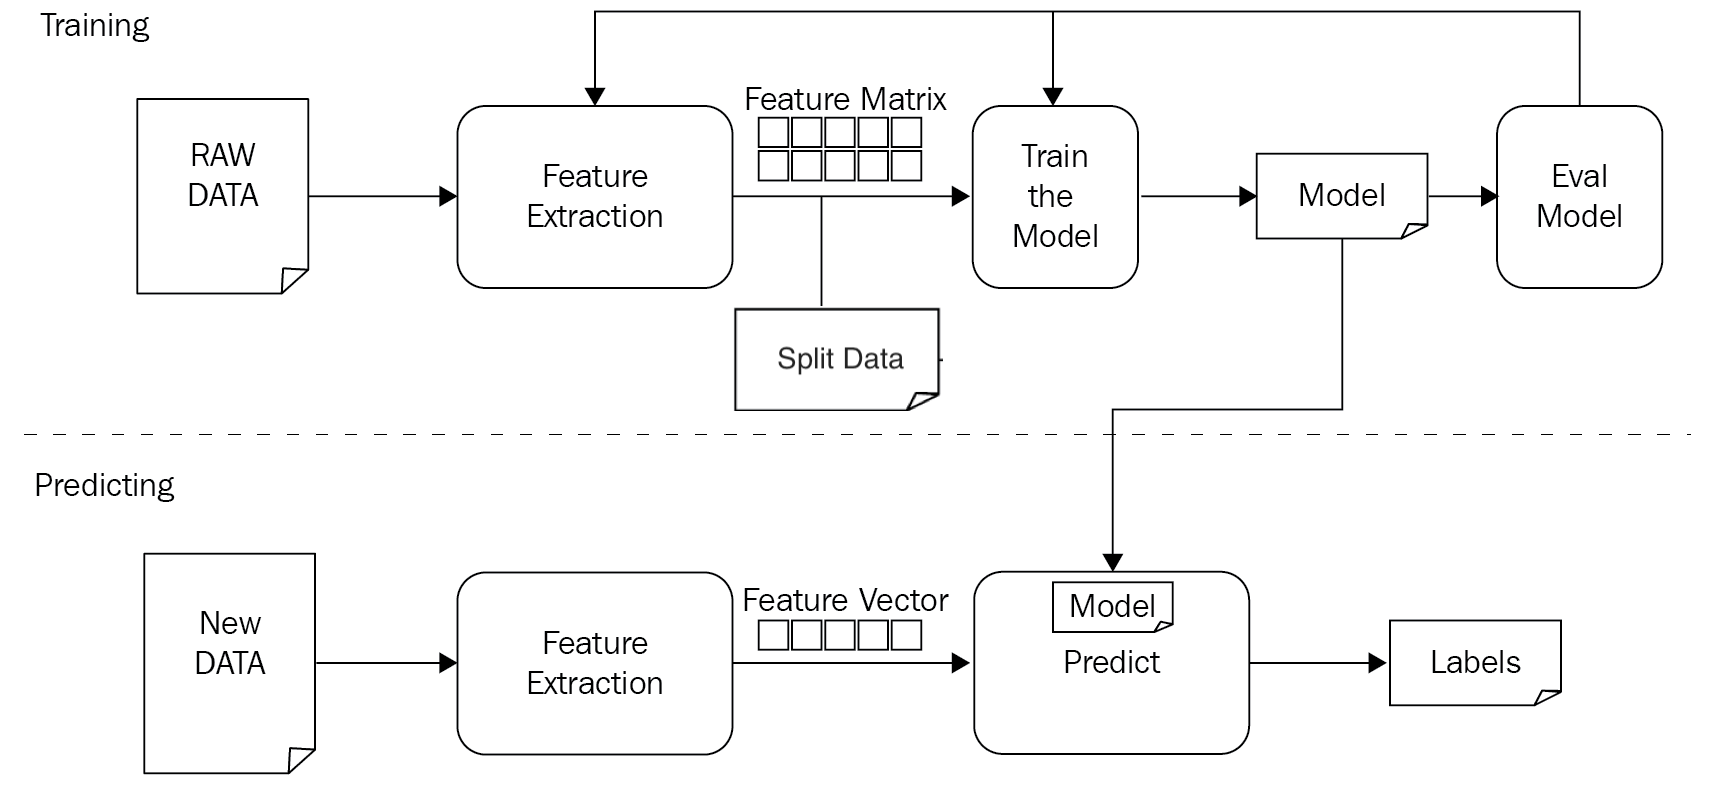 Training
RAW
DATA
Feature
Extraction
Feature Matrix
Train
the
Model
Model
Eval
Model
Split Data
Predicting
New
DATA
Feature
Extraction
Feature Vector
Model
Predict
Labels